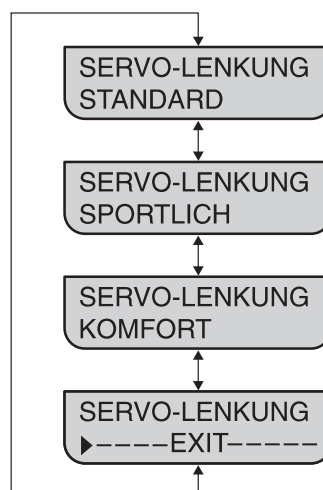 SERVO-LENKUNG
STANDARD
SERVO-LENKUNG
SPORTLICH
SERVO-LENKUNG
KOMFORT
SERVO-LENKUNG
▶----EXIT-----